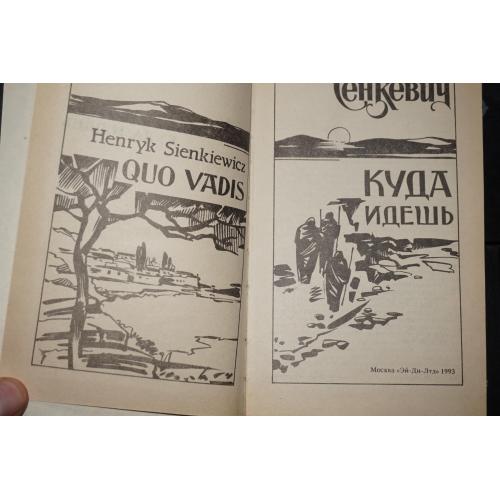 Henryk Sienkiewicz
QUO VADIS
Сенкевич
КУДА
ИДЕШЬ
Москва «Эй-Ди-Лтд» 1993